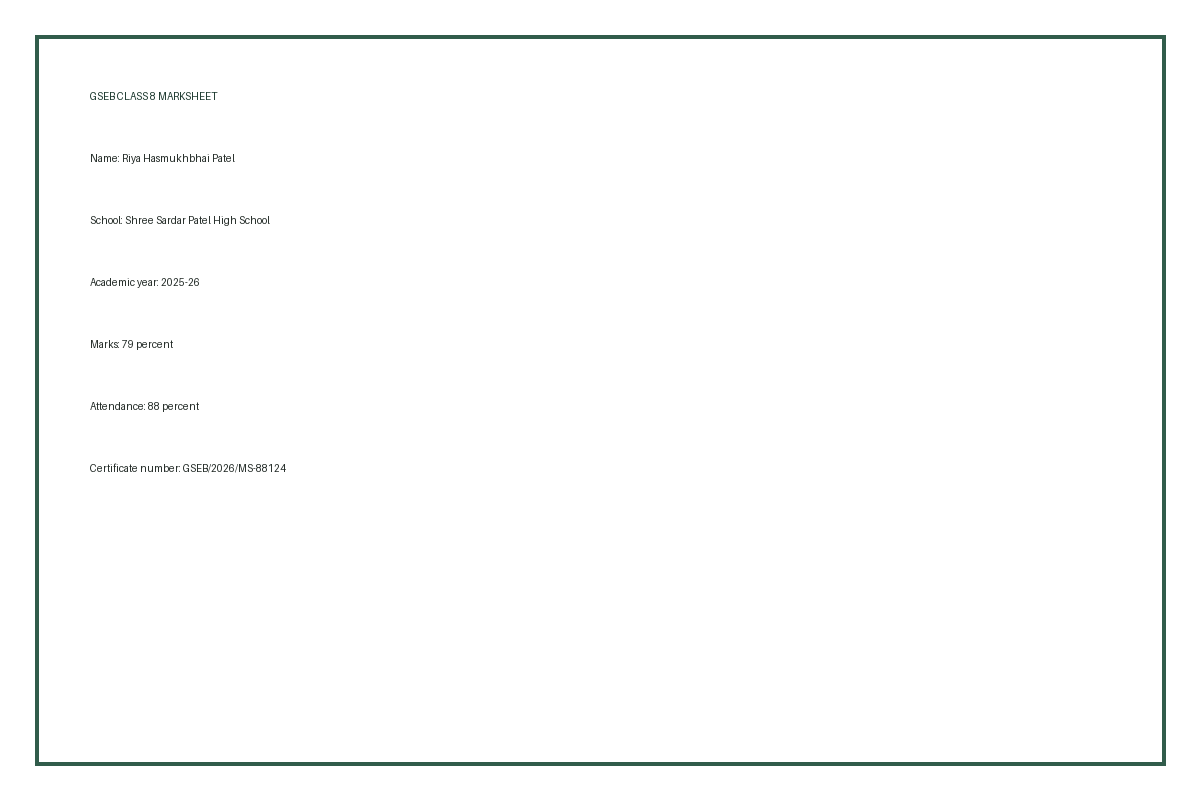 GSEB CLASS 8 MARKSHEET
Name: Riya Hasmukhbhai Patel
School: Shree Sardar Patel High School
Academic year: 2025-26
Marks: 79 percent
Attendance: 88 percent
Certificate number: GSEB/2026/MS-88124